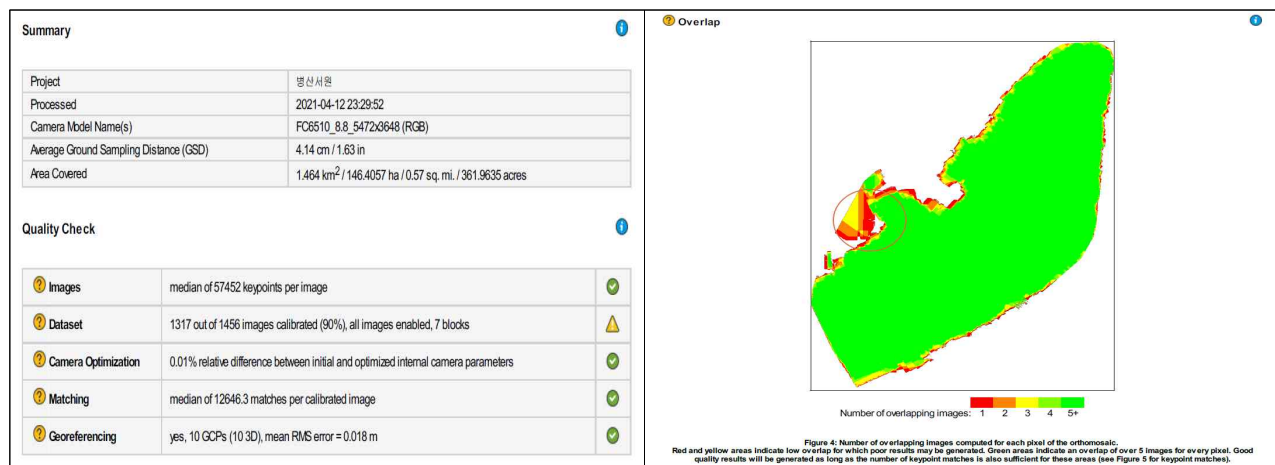 Summary
Project 병산서원
Processed 2021-04-12 23:29:52
Camera Model Name(s) FC6510_8.8_5472x3648 (RGB)
Average Ground Sampling Distance (GSD) 4.14 cm / 1.63 in
Area Covered 1.464 km² / 146.4057 ha / 0.57 sq. mi. / 361.9635 acres
Quality Check
Images median of 57452 keypoints per image
Dataset 1317 out of 1456 images calibrated (90%), all images enabled, 7 blocks
Camera Optimization 0.01% relative difference between initial and optimized internal camera parameters
Matching median of 12646.3 matches per calibrated image
Georeferencing yes, 10 GCPs (10 3D), mean RMS error = 0.018 m
Overlap
Number of overlapping images: 1 2 3 4 5+
Figure 4: Number of overlapping images computed for each pixel of the orthomosaic.
Red and yellow areas indicate low overlap for which poor results may be generated. Green areas indicate an overlap of over 5 images for every pixel. Good
quality results will be generated as long as the number of keypoint matches is also sufficient for these areas (see Figure 5 for keypoint matches).